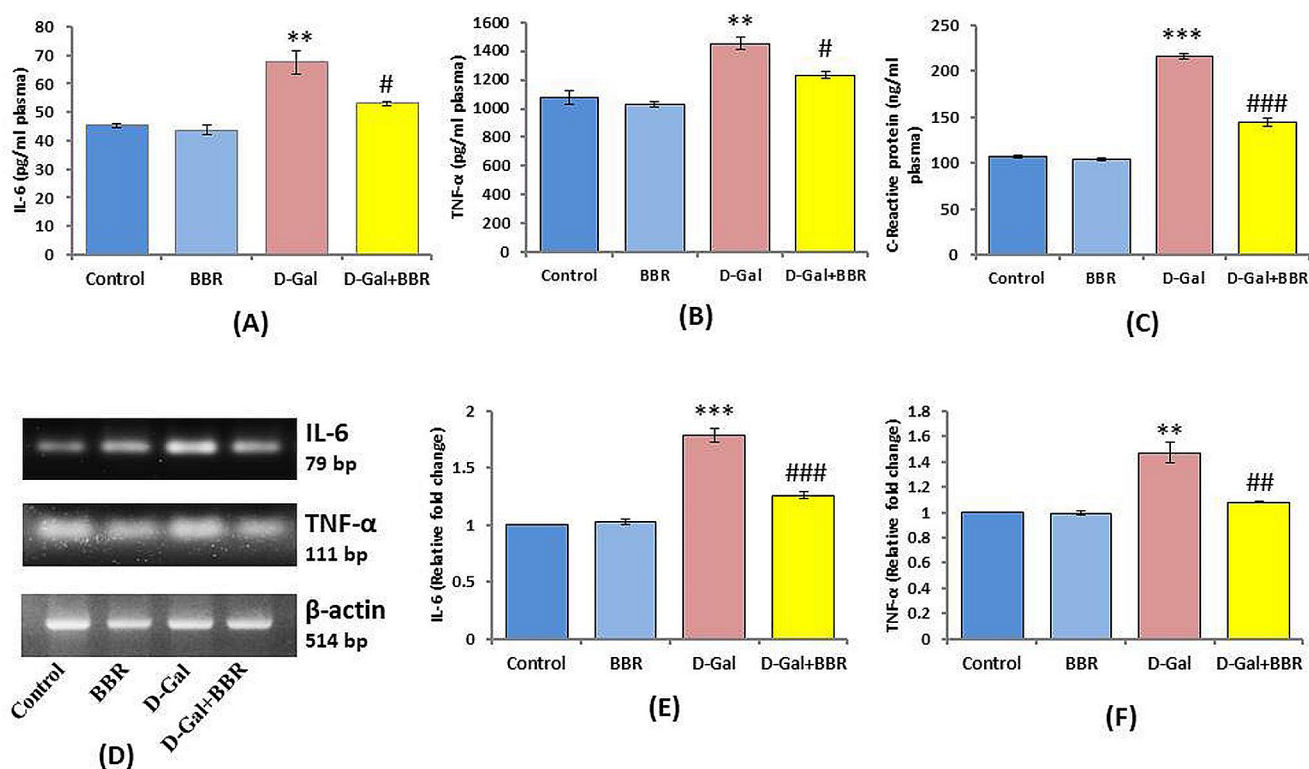 IL-6 (pg/ml plasma)
80
70
60
50
40
30
20
10
0
**
#
Control BBR D-Gal D-Gal+BBR
(A)
TNF-α (pg/ml plasma)
1600
1400
1200
1000
800
600
400
200
0
**
#
Control BBR D-Gal D-Gal+BBR
(B)
C-Reactive protein (ng/ml
plasma)
250
200
150
100
50
0
***
###
Control BBR D-Gal D-Gal+BBR
(C)
IL-6
79 bp
TNF-α
111 bp
β-actin
514 bp
Control BBR D-Gal D-Gal+BBR
(D)
IL-6 (Relative fold change)
2
1.5
1
0.5
0
***
###
Control BBR D-Gal D-Gal+BBR
(E)
TNF-α (Relative fold change)
1.8
1.6
1.4
1.2
1
0.8
0.6
0.4
0.2
0
**
##
Control BBR D-Gal D-Gal+BBR
(F)